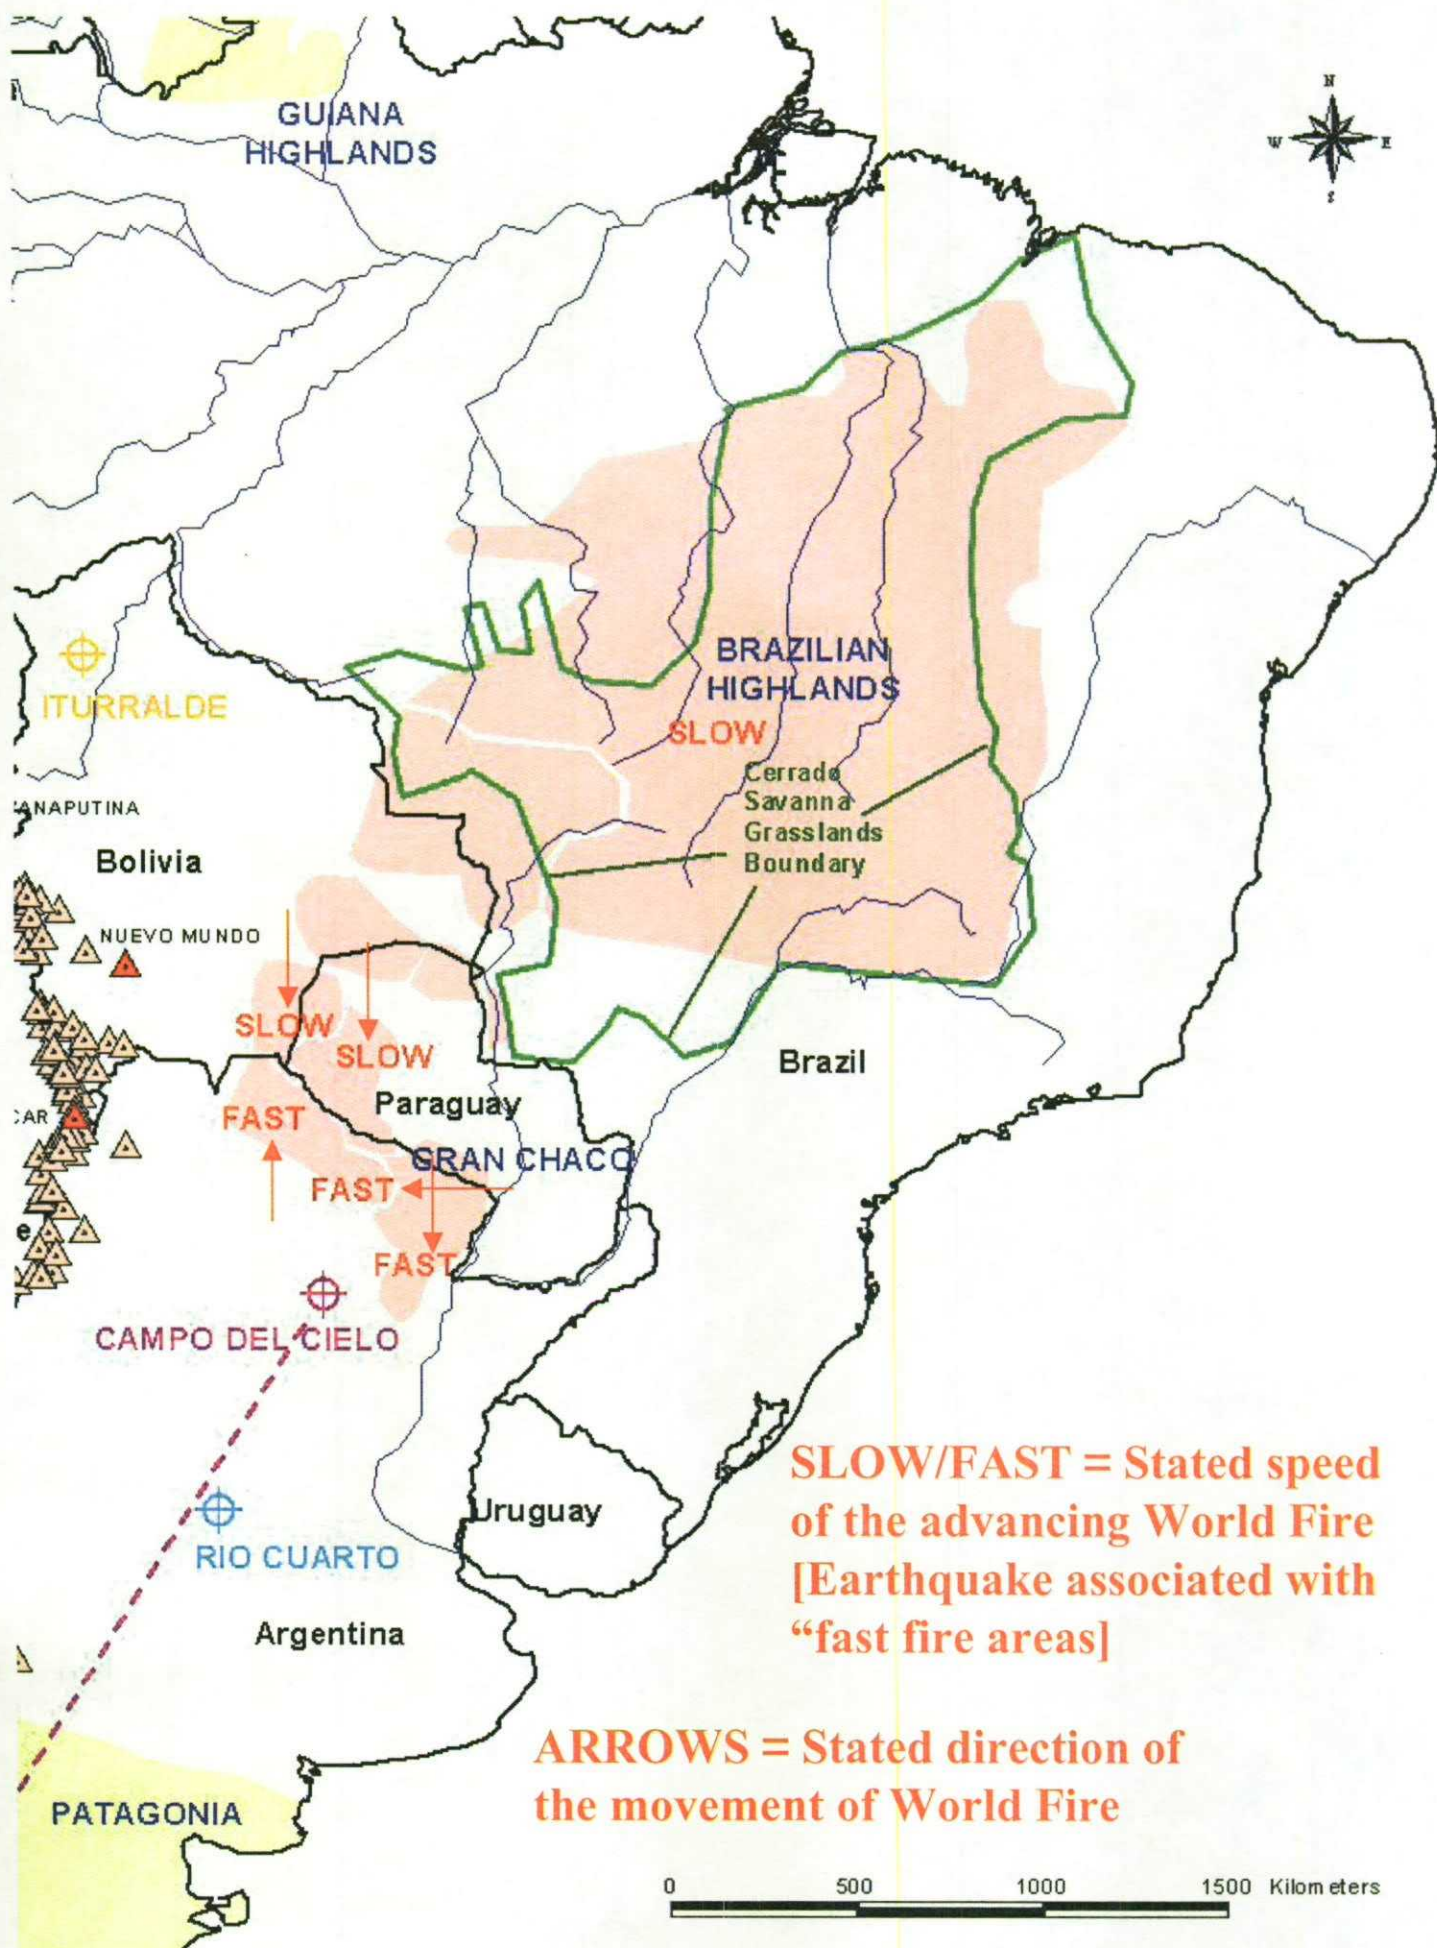 GUIANA
HIGHLANDS
N
W E
S
ITURRALDE
BRAZILIAN
HIGHLANDS
SLOW
Cerrado
Savanna
Grasslands
Boundary
ANAPUTINA
Bolivia
NUEVO MUNDO
SLOW
SLOW
Brazil
CAR
FAST
Paraguay
GRAN CHACO
FAST
e
FAST
CAMPO DEL CIELO
SLOW/FAST = Stated speed
of the advancing World Fire
[Earthquake associated with
“fast fire areas]
Uruguay
RIO CUARTO
Argentina
ARROWS = Stated direction of
the movement of World Fire
PATAGONIA
0 500 1000 1500 Kilometers